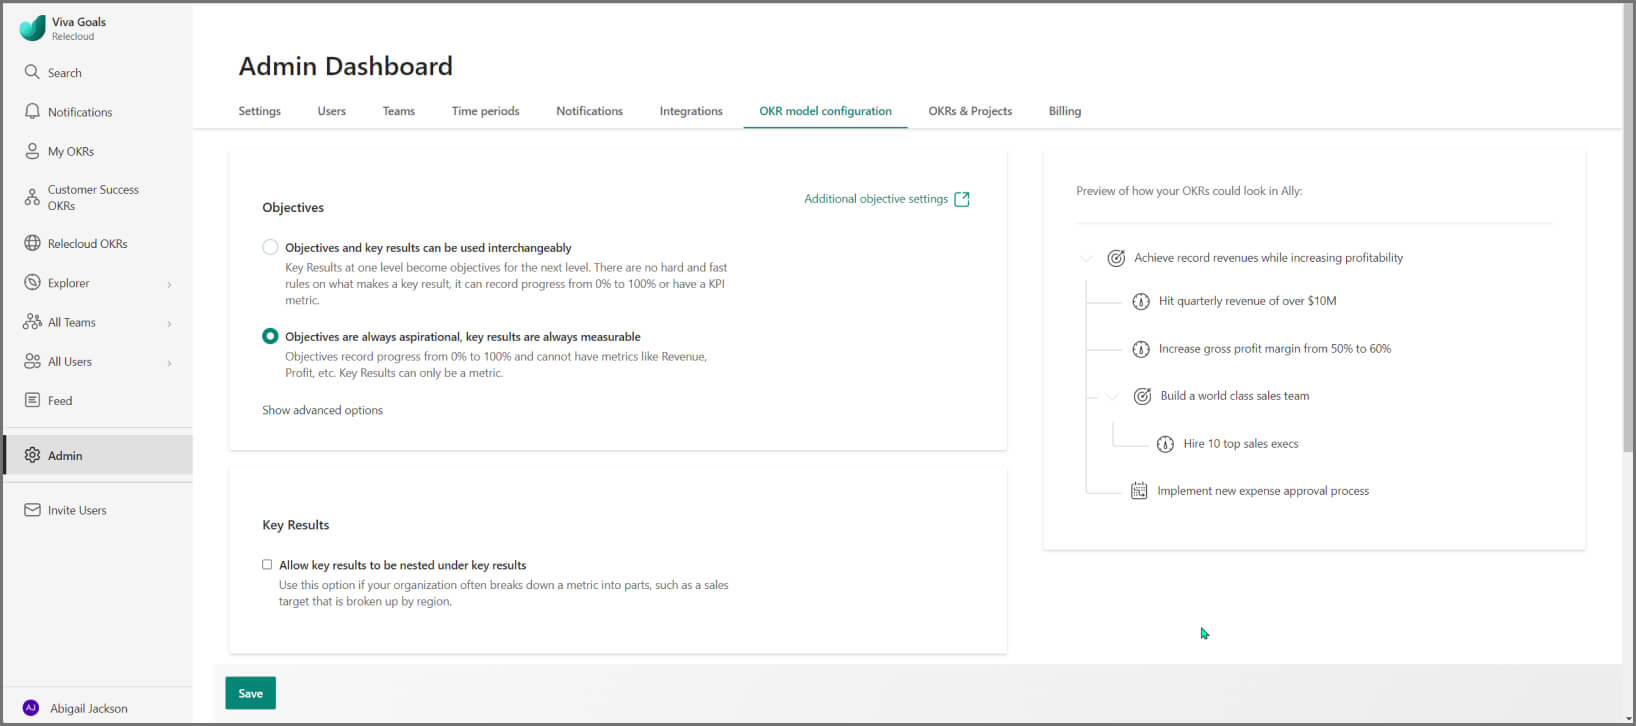 Viva Goals
Relecloud
Search
Notifications
My OKRs
Customer Success
OKRs
Relecloud OKRs
Explorer
All Teams
All Users
Feed
Admin
Invite Users
AJ Abigail Jackson
Admin Dashboard
Settings Users Teams Time periods Notifications Integrations OKR model configuration OKRs & Projects Billing
Objectives
Additional objective settings
Objectives and key results can be used interchangeably
Key Results at one level become objectives for the next level. There are no hard and fast
rules on what makes a key result, it can record progress from 0% to 100% or have a KPI
metric.
Objectives are always aspirational, key results are always measurable
Objectives record progress from 0% to 100% and cannot have metrics like Revenue,
Profit, etc. Key Results can only be a metric.
Show advanced options
Key Results
Allow key results to be nested under key results
Use this option if your organization often breaks down a metric into parts, such as a sales
target that is broken up by region.
Save
Preview of how your OKRs could look in Ally:
Achieve record revenues while increasing profitability
Hit quarterly revenue of over $10M
Increase gross profit margin from 50% to 60%
Build a world class sales team
Hire 10 top sales execs
Implement new expense approval process